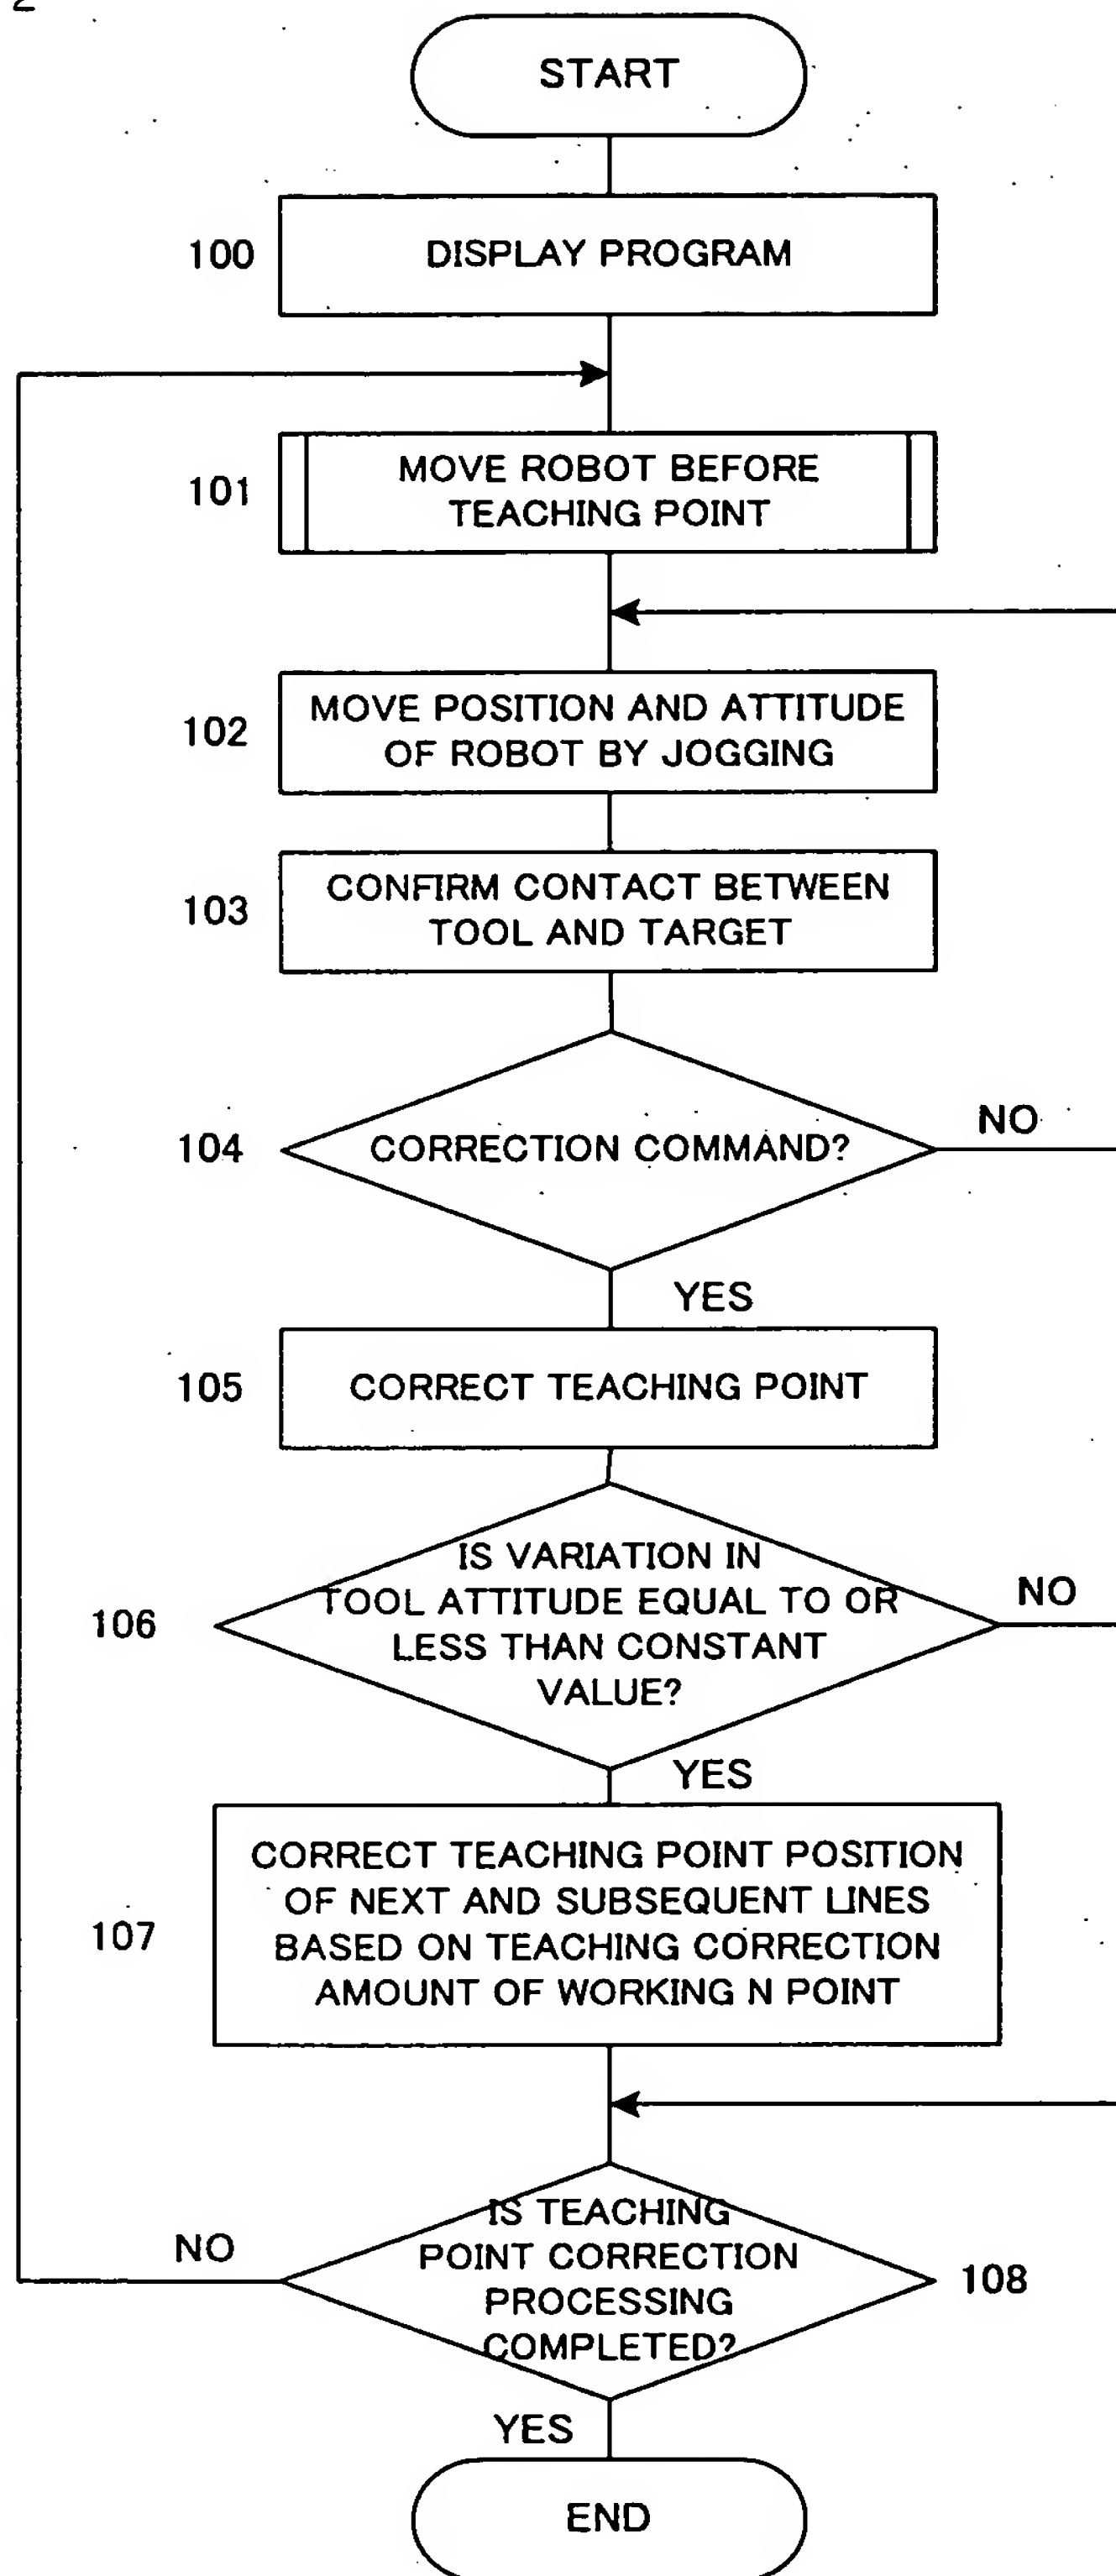 2
START
100
DISPLAY PROGRAM
101
MOVE ROBOT BEFORE
TEACHING POINT
102
MOVE POSITION AND ATTITUDE
OF ROBOT BY JOGGING
103
CONFIRM CONTACT BETWEEN
TOOL AND TARGET
104
CORRECTION COMMAND?
NO
YES
105
CORRECT TEACHING POINT
106
IS VARIATION IN
TOOL ATTITUDE EQUAL TO OR
LESS THAN CONSTANT
VALUE?
NO
YES
107
CORRECT TEACHING POINT POSITION
OF NEXT AND SUBSEQUENT LINES
BASED ON TEACHING CORRECTION
AMOUNT OF WORKING N POINT
NO
IS TEACHING
POINT CORRECTION
PROCESSING
COMPLETED?
108
YES
END